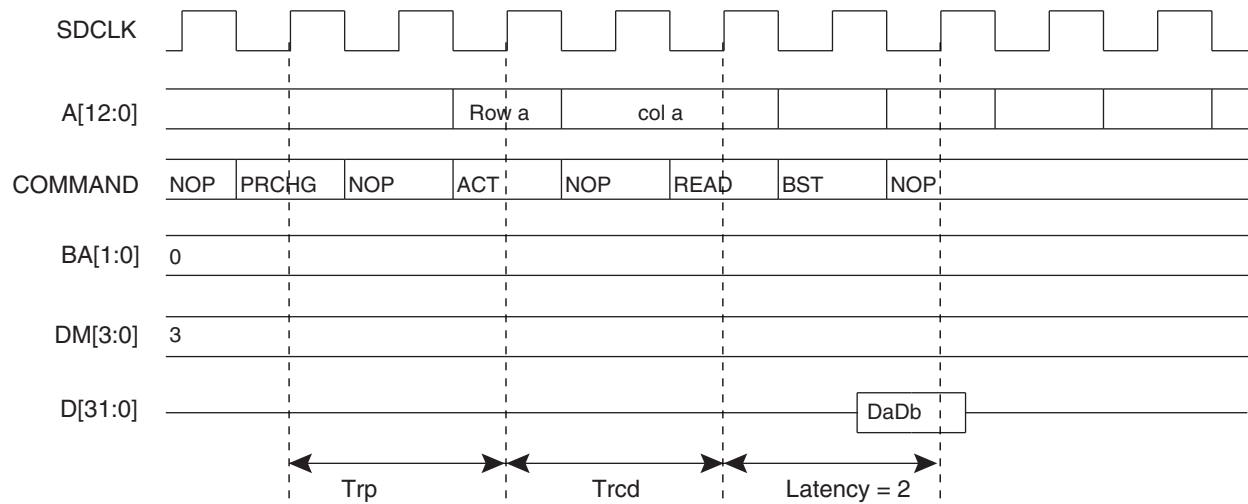 SDCLK
A[12:0] Row a col a
COMMAND NOP PRCHG NOP ACT NOP READ BST NOP
BA[1:0] 0
DM[3:0] 3
D[31:0] DaDb
Trp Trcd Latency = 2